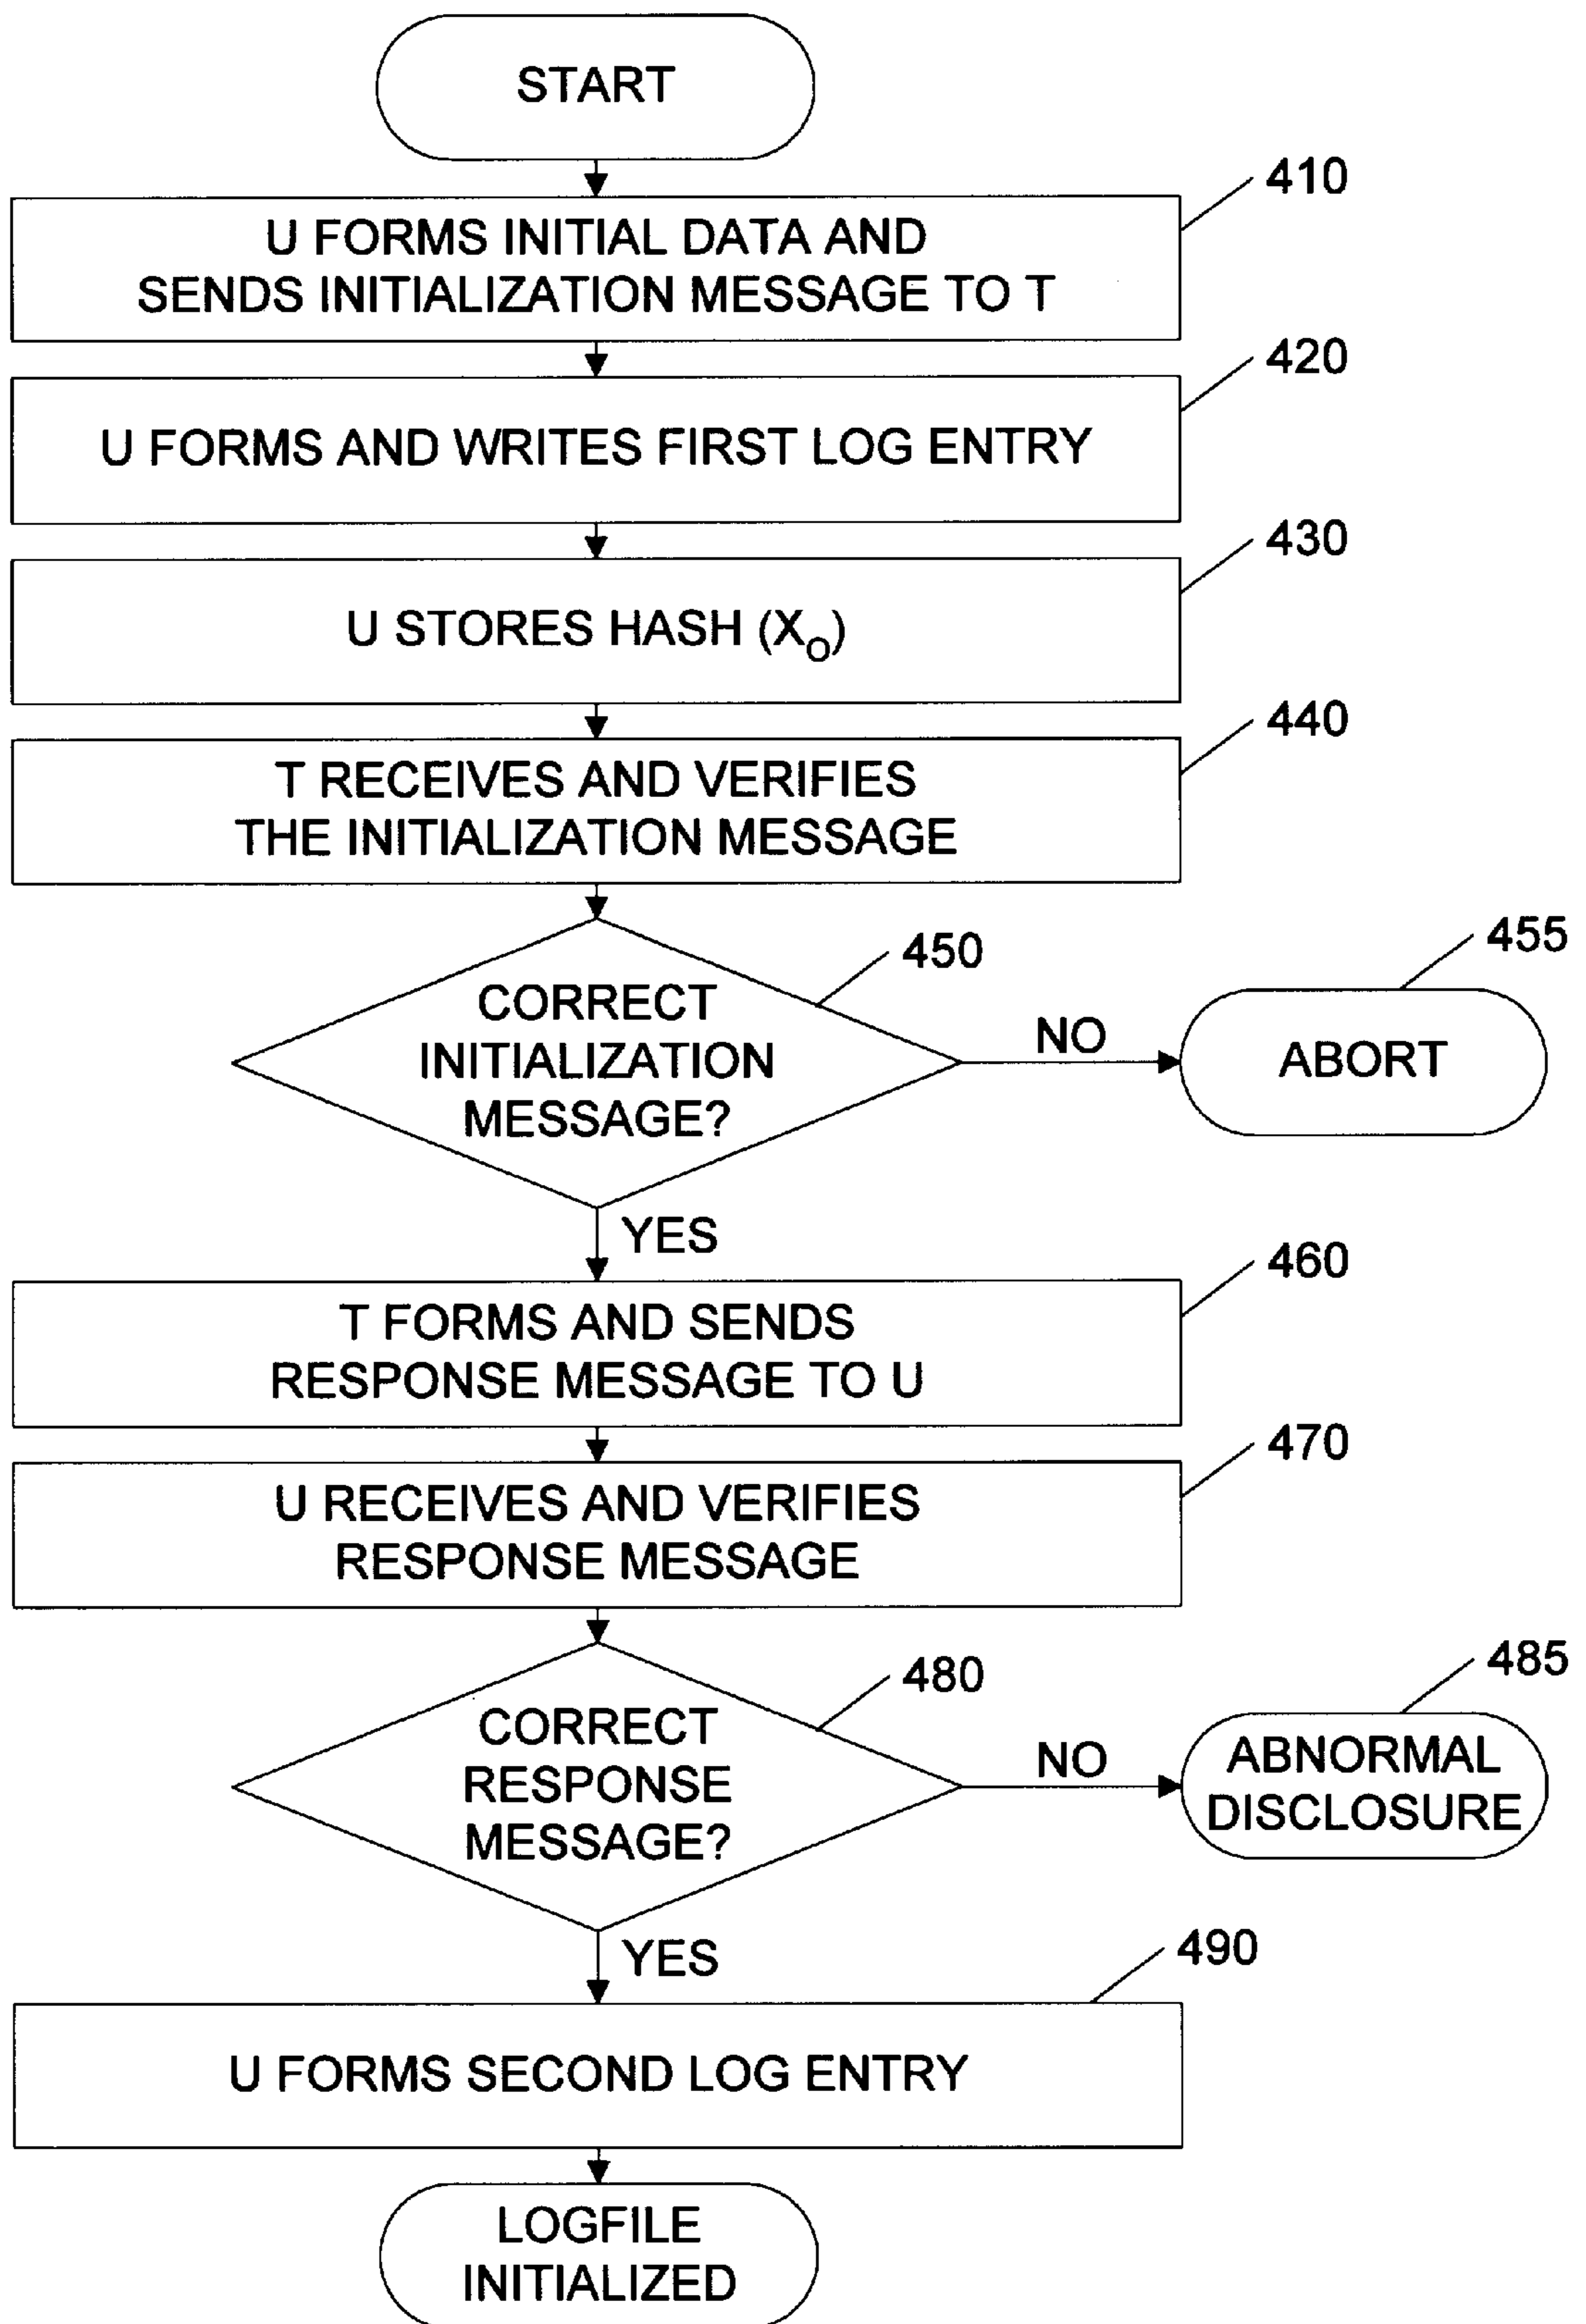 START
410
U FORMS INITIAL DATA AND
SENDS INITIALIZATION MESSAGE TO T
420
U FORMS AND WRITES FIRST LOG ENTRY
430
U STORES HASH (X₀)
440
T RECEIVES AND VERIFIES
THE INITIALIZATION MESSAGE
450
CORRECT
INITIALIZATION
MESSAGE?
NO
455
ABORT
YES
460
T FORMS AND SENDS
RESPONSE MESSAGE TO U
470
U RECEIVES AND VERIFIES
RESPONSE MESSAGE
480
CORRECT
RESPONSE
MESSAGE?
NO
485
ABNORMAL
DISCLOSURE
YES
490
U FORMS SECOND LOG ENTRY
LOGFILE
INITIALIZED